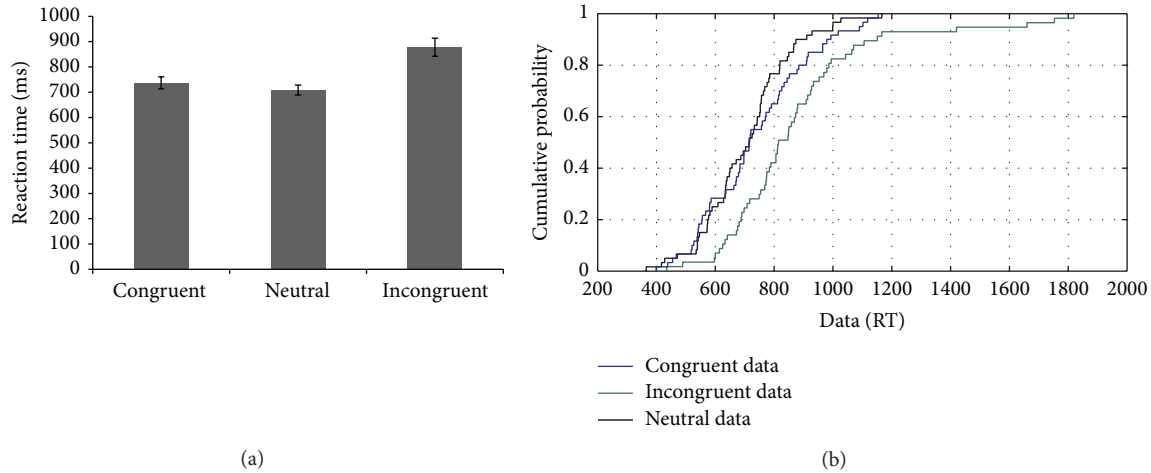 1000
900
800
700
600
500
400
300
200
100
0
Reaction time (ms)
Congruent Neutral Incongruent
(a)
1
0.8
0.6
0.4
0.2
0
Cumulative probability
200 400 600 800 1000 1200 1400 1600 1800 2000
Data (RT)
Congruent data
Incongruent data
Neutral data
(b)